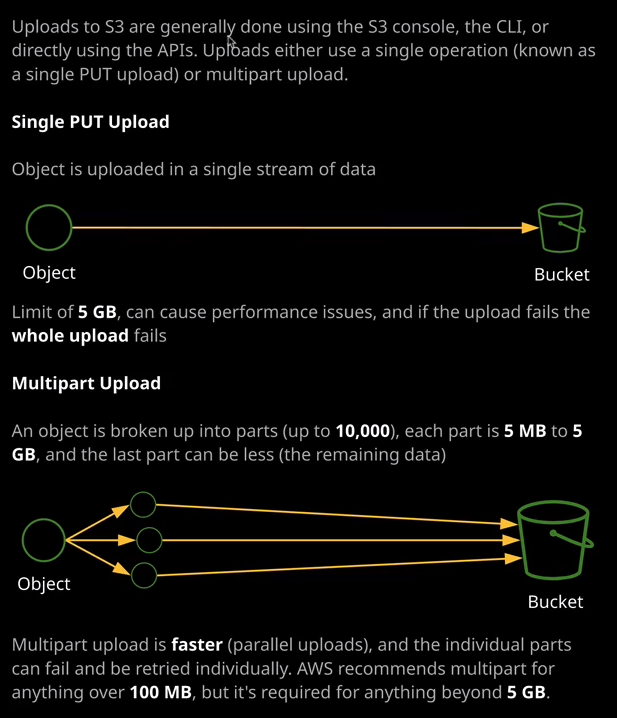 Uploads to S3 are generally done using the S3 console, the CLI, or
directly using the APIs. Uploads either use a single operation (known as
a single PUT upload) or multipart upload.
Single PUT Upload
Object is uploaded in a single stream of data
Object
Bucket
Limit of 5 GB, can cause performance issues, and if the upload fails the
whole upload fails
Multipart Upload
An object is broken up into parts (up to 10,000), each part is 5 MB to 5
GB, and the last part can be less (the remaining data)
Object
Bucket
Multipart upload is faster (parallel uploads), and the individual parts
can fail and be retried individually. AWS recommends multipart for
anything over 100 MB, but it's required for anything beyond 5 GB.